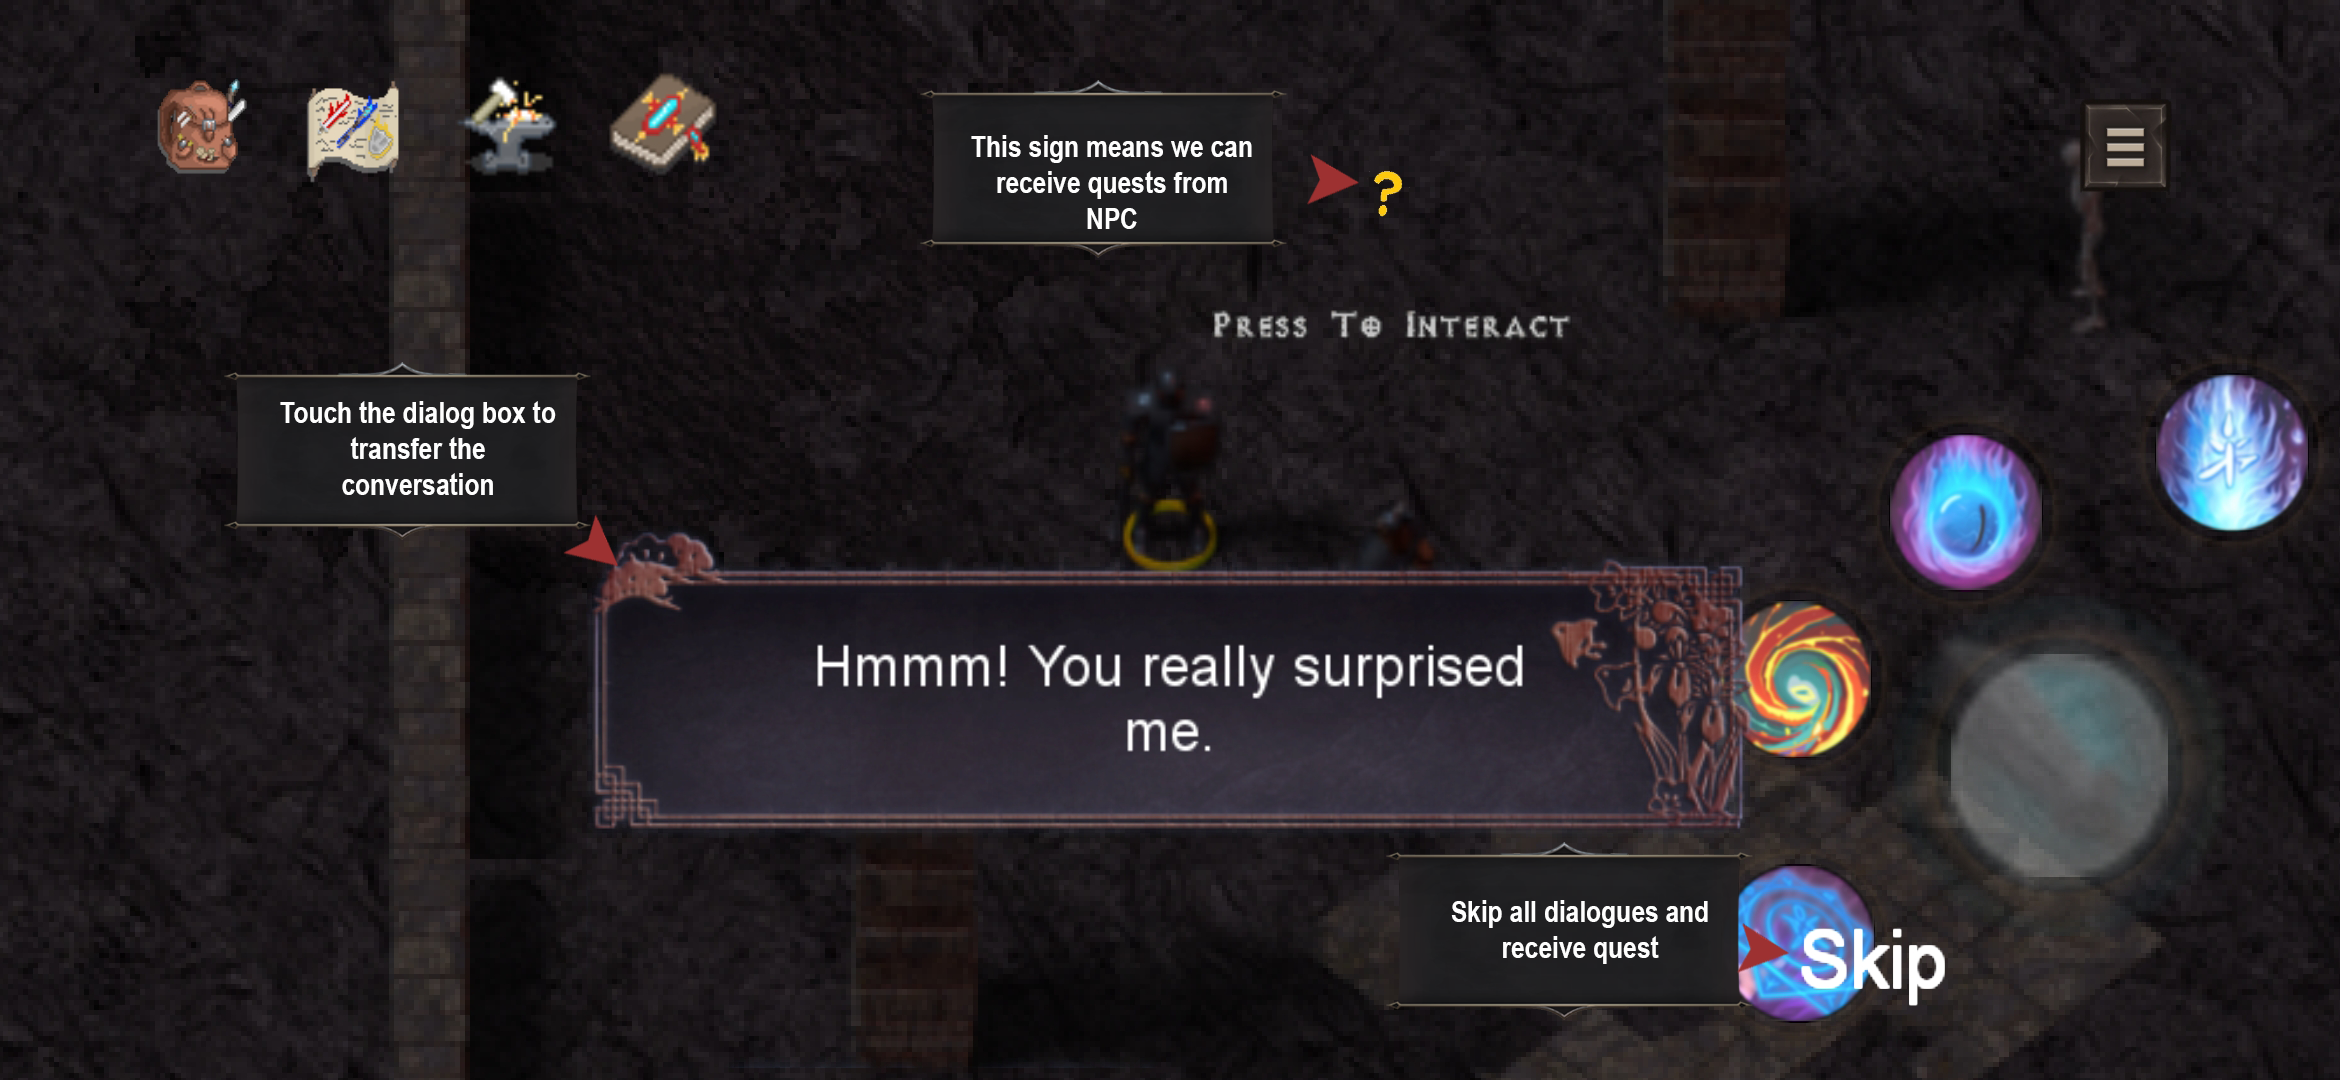 This sign means we can
receive quests from
NPC
?
Press To Interact
Touch the dialog box to
transfer the
conversation
Hmmm! You really surprised
me.
Skip all dialogues and
receive quest
Skip